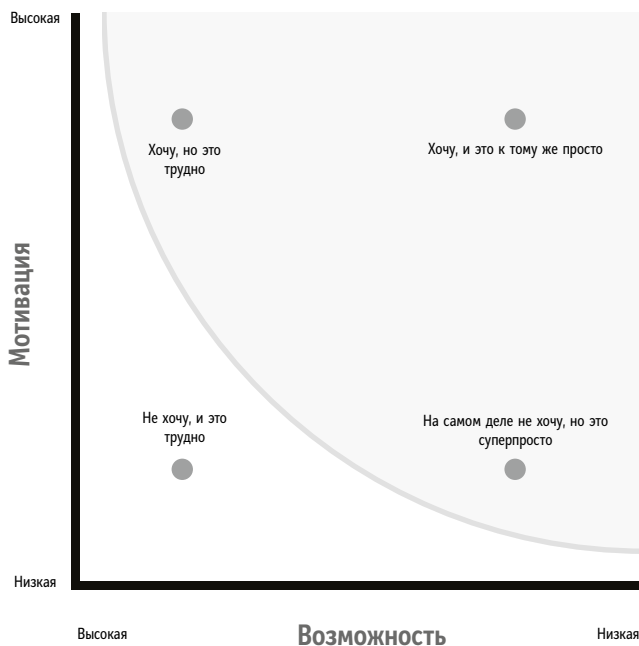 Высокая
Хочу, но это
трудно
Хочу, и это к тому же просто
Мотивация
Не хочу, и это
трудно
На самом деле не хочу, но это
суперпросто
Низкая
Высокая
Возможность
Низкая